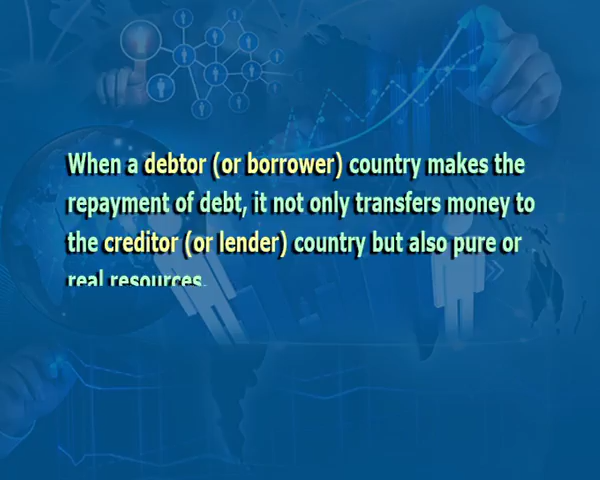 When a debtor (or borrower) country makes the
repayment of debt, it not only transfers money to
the creditor (or lender) country but also pure or
real resources.